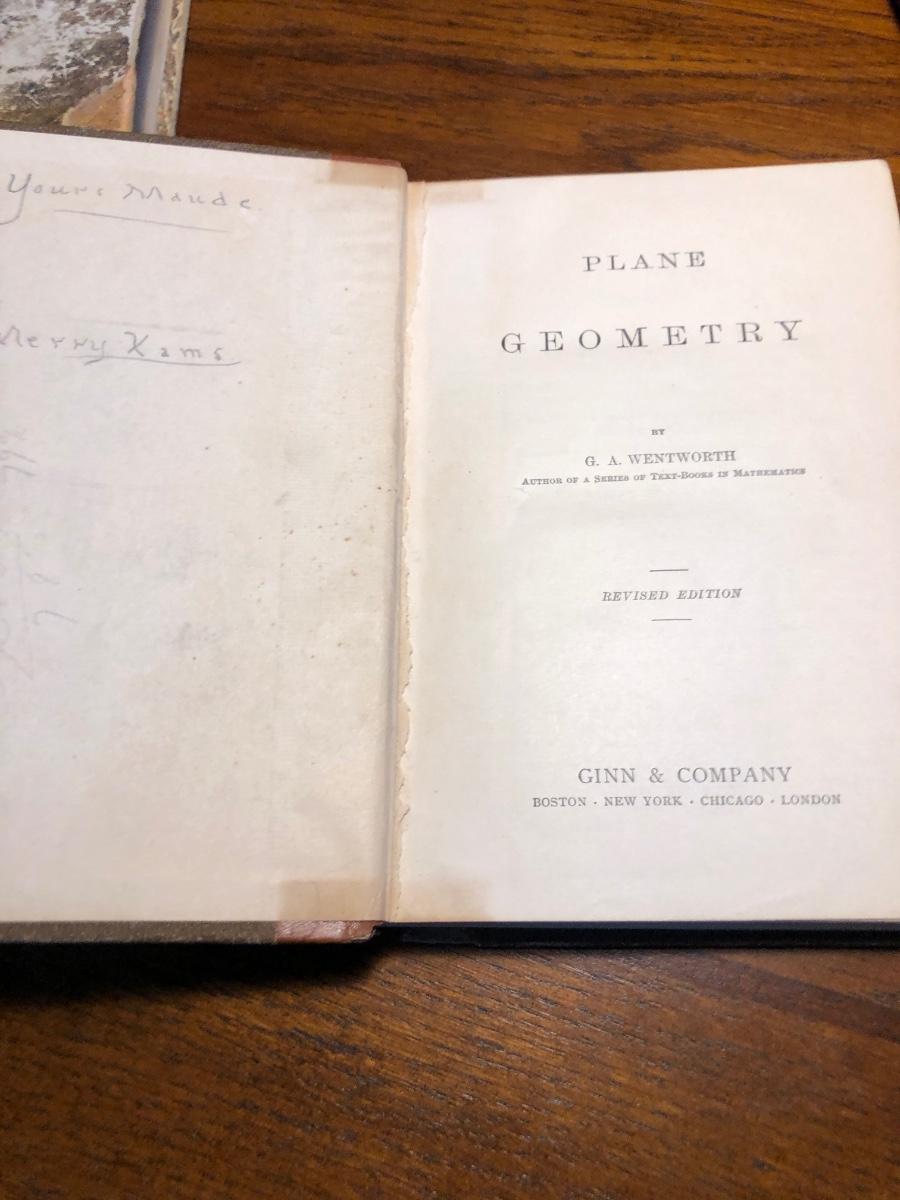 Yours Maude.
Merry Xams
PLANE
GEOMETRY
BY
G. A. WENTWORTH
AUTHOR OF A SERIES OF TEXT-BOOKS IN MATHEMATICS
REVISED EDITION
GINN & COMPANY
BOSTON · NEW YORK · CHICAGO · LONDON